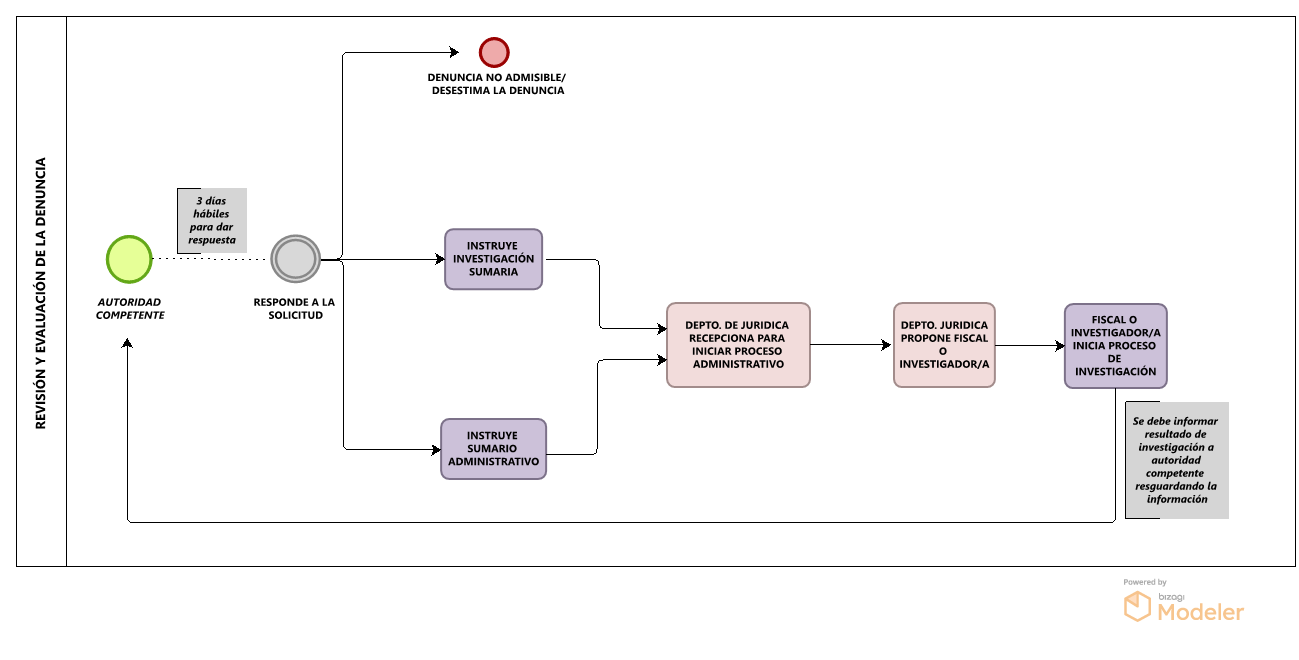 REVISIÓN Y EVALUACIÓN DE LA DENUNCIA
DENUNCIA NO ADMISIBLE/
DESESTIMA LA DENUNCIA
3 días
hábiles
para dar
respuesta
AUTORIDAD
COMPETENTE
RESPONDE A LA
SOLICITUD
INSTRUYE
INVESTIGACIÓN
SUMARIA
INSTRUYE
SUMARIO
ADMINISTRATIVO
DEPTO. DE JURIDICA
RECEPCIONA PARA
INICIAR PROCESO
ADMINISTRATIVO
DEPTO. JURIDICA
PROPONE FISCAL
O
INVESTIGADOR/A
FISCAL O
INVESTIGADOR/A
INICIA PROCESO
DE
INVESTIGACIÓN
Se debe informar
resultado de
investigación a
autoridad
competente
resguardando la
información
Powered by
bizagi
Modeler